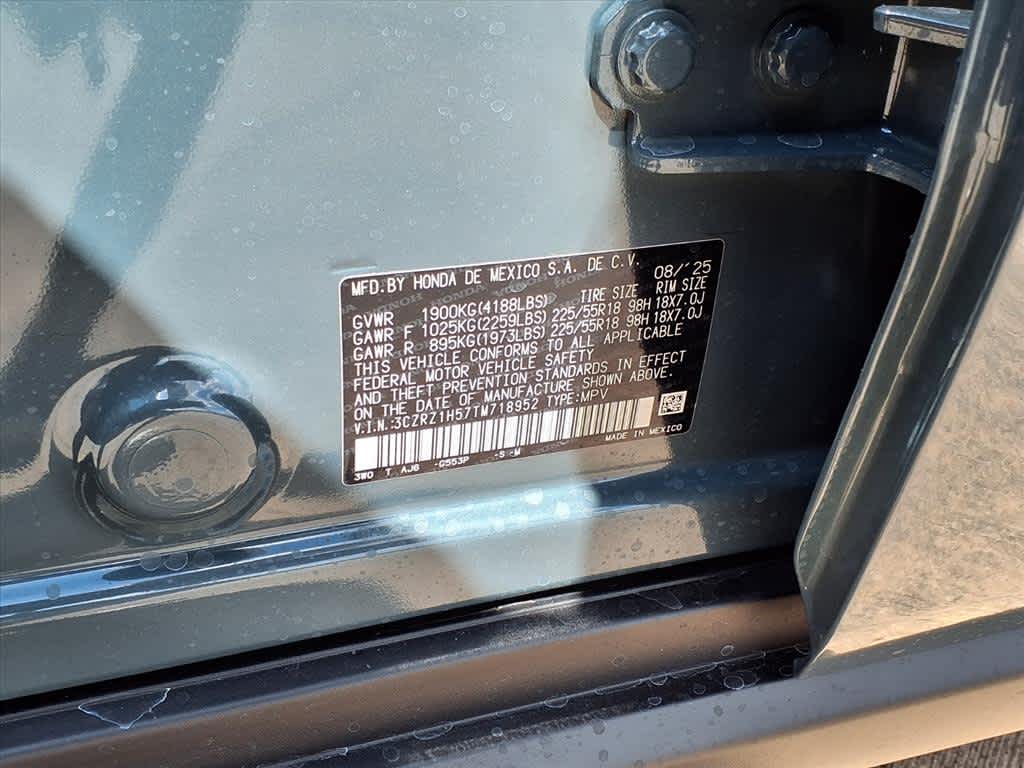 MFD.BY HONDA DE MEXICO S.A. DE C.V. 08/'25
GVWR 1900KG(4188LBS) TIRE SIZE RIM SIZE
GAWR F 1025KG(2259LBS) 225/55R18 98H 18X7.0J
GAWR R 895KG(1973LBS) 225/55R18 98H 18X7.0J
THIS VEHICLE CONFORMS TO ALL APPLICABLE
FEDERAL MOTOR VEHICLE SAFETY
AND THEFT PREVENTION STANDARDS IN EFFECT
ON THE DATE OF MANUFACTURE SHOWN ABOVE.
V.I.N.:3CZRZ1H57TM718952 TYPE:MPV
MADE IN MEXICO
3W0 T AJ6 -G553P -S -M